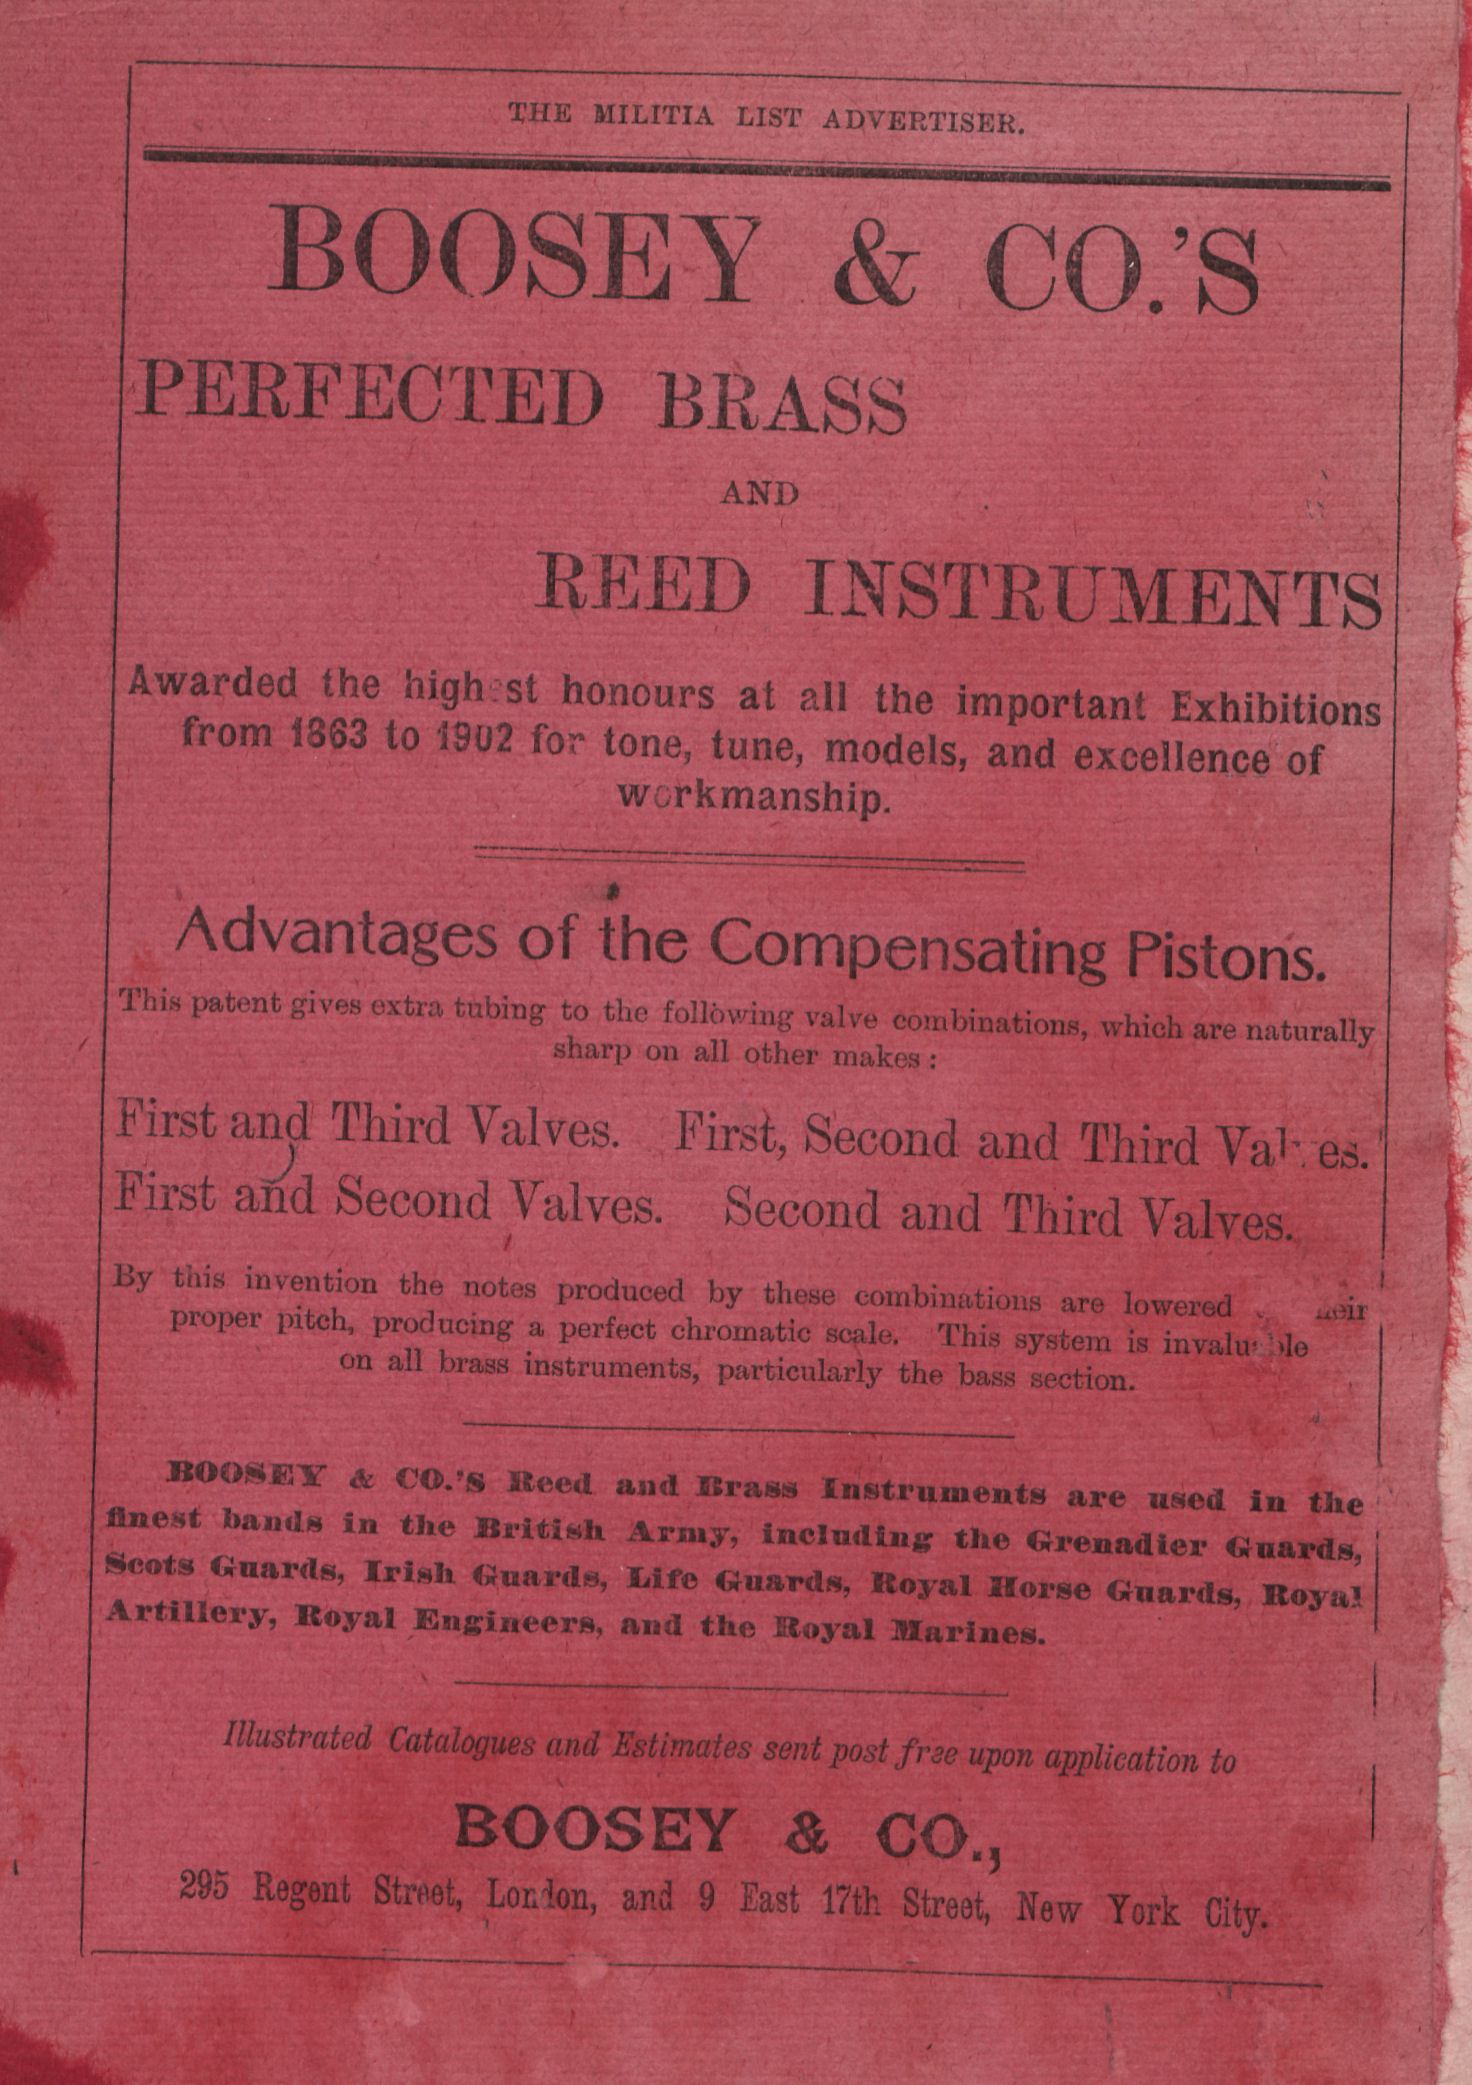 THE MILITIA LIST ADVERTISER.
BOOSEY & CO.'S
PERFECTED BRASS
AND
REED INSTRUMENTS
Awarded the highest honours at all the important Exhibitions
from 1863 to 1902 for tone, tune, models, and excellence of
workmanship.
Advantages of the Compensating Pistons.
This patent gives extra tubing to the following valve combinations, which are naturally
sharp on all other makes:
First and Third Valves. First, Second and Third Valves.
First and Second Valves. Second and Third Valves.
By this invention the notes produced by these combinations are lowered their
proper pitch, producing a perfect chromatic scale. This system is invaluable
on all brass instruments, particularly the bass section.
BOOSEY & CO.'S Reed and Brass Instruments are used in the
finest bands in the British Army, including the Grenadier Guards,
Scots Guards, Irish Guards, Life Guards, Royal Horse Guards, Royal
Artillery, Royal Engineers, and the Royal Marines.
Illustrated Catalogues and Estimates sent post free upon application to
BOOSEY & CO.,
295 Regent Street, London, and 9 East 17th Street, New York City.